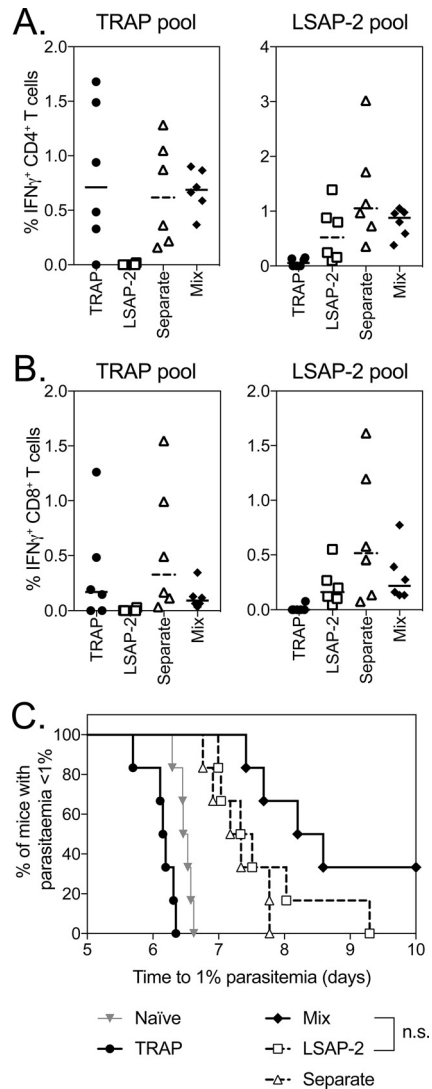 A.
TRAP pool
LSAP-2 pool
% IFNγ⁺ CD4⁺ T cells
2.0
1.5
1.0
0.5
0.0
TRAP
LSAP-2
Separate
Mix
4
3
2
1
0
TRAP
LSAP-2
Separate
Mix
B.
TRAP pool
LSAP-2 pool
% IFNγ⁺ CD8⁺ T cells
2.0
1.5
1.0
0.5
0.0
TRAP
LSAP-2
Separate
Mix
2.0
1.5
1.0
0.5
0.0
TRAP
LSAP-2
Separate
Mix
C.
% of mice with
parasitaemia <1%
100
80
60
40
20
0
5 6 7 8 9 10
Time to 1% parasitemia (days)
Naïve
TRAP
Mix
LSAP-2
Separate
n.s.